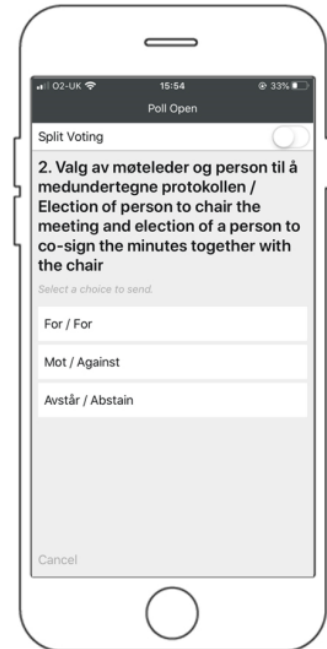 O2-UK 15:54 33%
Poll Open
Split Voting
2. Valg av møteleder og person til å
medundertegne protokollen /
Election of person to chair the
meeting and election of a person to
co-sign the minutes together with
the chair
Select a choice to send.
For / For
Mot / Against
Avstår / Abstain
Cancel